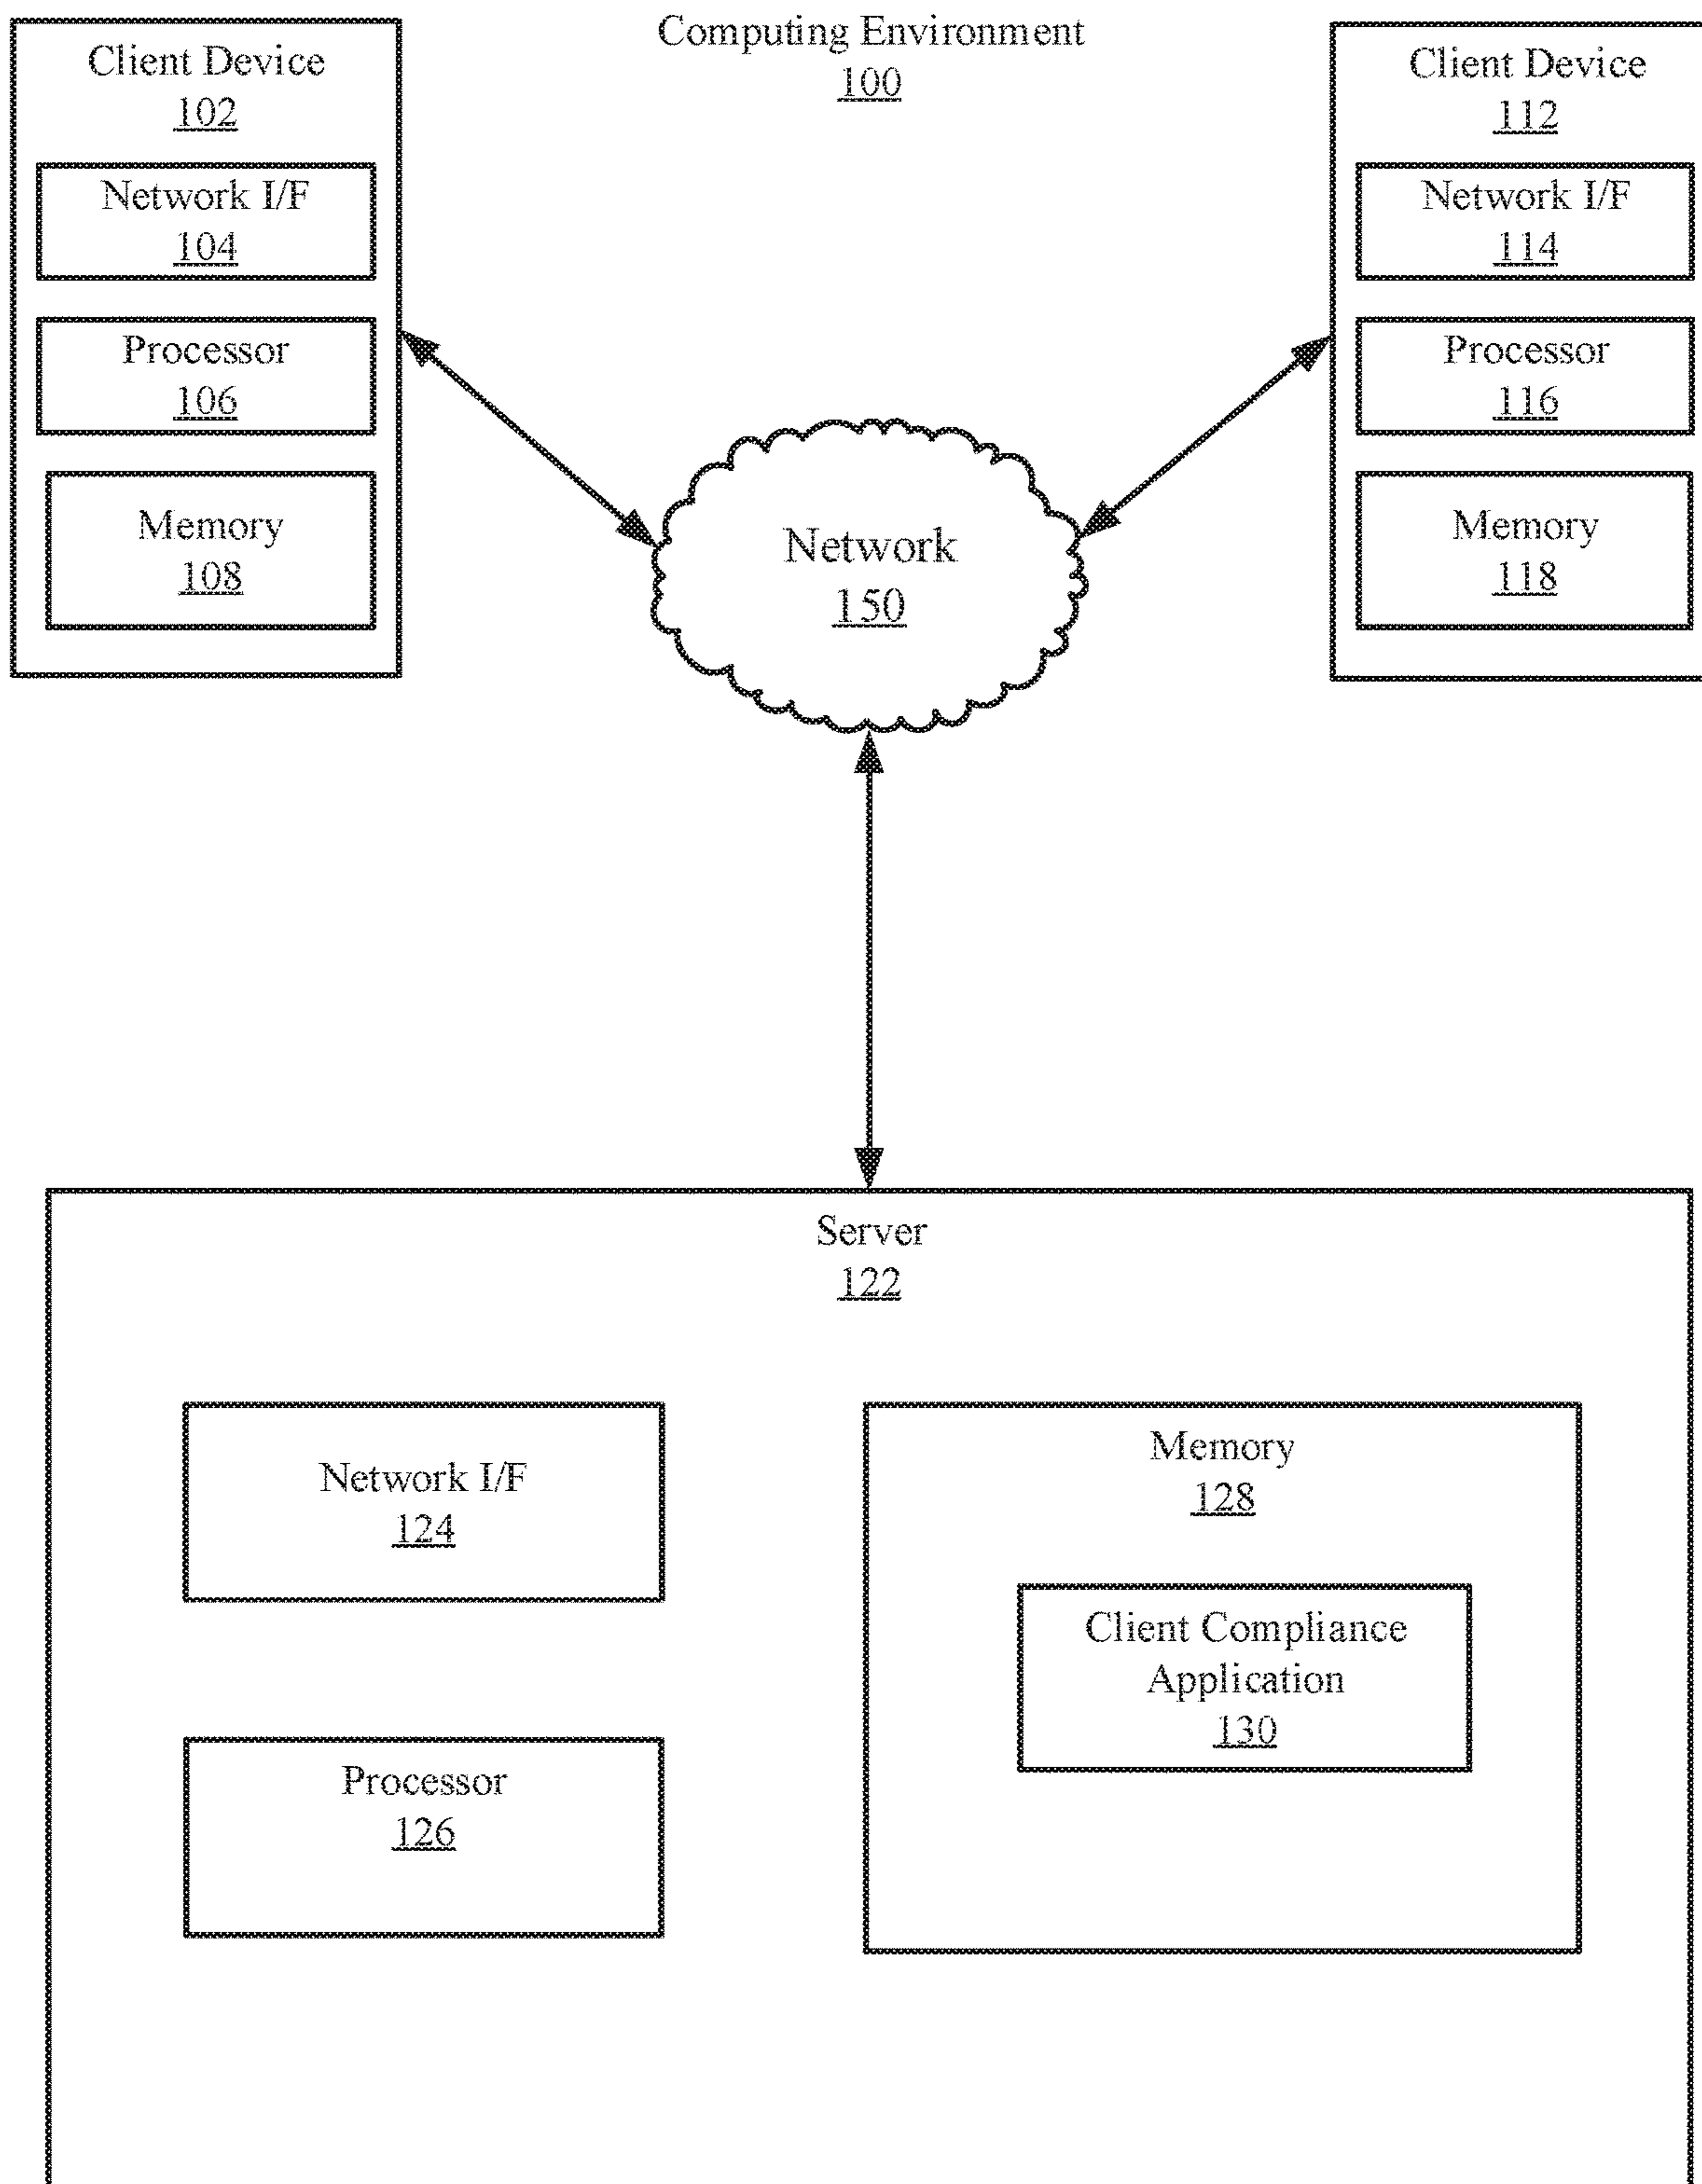 Computing Environment
100
Client Device
102
Network I/F
104
Processor
106
Memory
108
Client Device
112
Network I/F
114
Processor
116
Memory
118
Network
150
Server
122
Network I/F
124
Processor
126
Memory
128
Client Compliance
Application
130